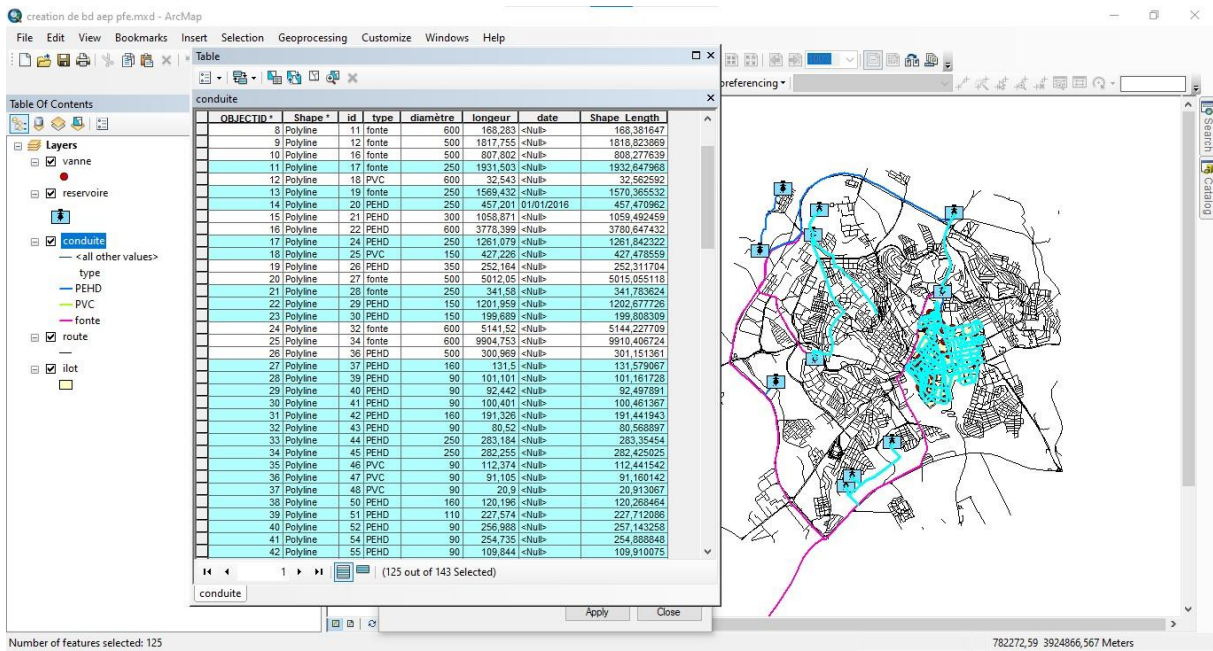 creation de bd aep pfe.mxd - ArcMap
File Edit View Bookmarks Insert Selection Geoprocessing Customize Windows Help
Table
conduite
Table Of Contents
Layers
vanne
reservoire
conduite
<all other values>
type
PEHD
PVC
fonte
route
ilot
OBJECTID * Shape * id type diamètre longeur date Shape_Length
8 Polyline 11 fonte 600 168,283 <Null> 168,381647
9 Polyline 12 fonte 500 1817,755 <Null> 1818,823869
10 Polyline 16 fonte 500 807,802 <Null> 808,277639
11 Polyline 17 fonte 250 1931,503 <Null> 1932,647968
12 Polyline 18 PVC 600 32,543 <Null> 32,562592
13 Polyline 19 fonte 250 1569,432 <Null> 1570,365532
14 Polyline 20 PEHD 250 457,201 01/01/2016 457,470962
15 Polyline 21 PEHD 300 1058,871 <Null> 1059,492459
16 Polyline 22 PEHD 600 3778,399 <Null> 3780,647432
17 Polyline 24 PEHD 250 1261,079 <Null> 1261,842322
18 Polyline 25 PVC 150 427,226 <Null> 427,478559
19 Polyline 26 PEHD 350 252,164 <Null> 252,311704
20 Polyline 27 fonte 500 5012,05 <Null> 5015,055118
21 Polyline 28 fonte 250 341,58 <Null> 341,783624
22 Polyline 29 PEHD 150 1201,959 <Null> 1202,677726
23 Polyline 30 PEHD 150 199,689 <Null> 199,808309
24 Polyline 32 fonte 600 5141,52 <Null> 5144,227709
25 Polyline 34 fonte 600 9904,753 <Null> 9910,406724
26 Polyline 36 PEHD 500 300,969 <Null> 301,151361
27 Polyline 37 PEHD 160 131,5 <Null> 131,579067
28 Polyline 39 PEHD 90 101,101 <Null> 101,161728
29 Polyline 40 PEHD 90 92,442 <Null> 92,497891
30 Polyline 41 PEHD 90 100,401 <Null> 100,461367
31 Polyline 42 PEHD 160 191,326 <Null> 191,441943
32 Polyline 43 PEHD 90 80,52 <Null> 80,568897
33 Polyline 44 PEHD 250 283,184 <Null> 283,35454
34 Polyline 45 PEHD 250 282,255 <Null> 282,425025
35 Polyline 46 PVC 90 112,374 <Null> 112,441542
36 Polyline 47 PVC 90 91,105 <Null> 91,160142
37 Polyline 48 PVC 90 20,9 <Null> 20,913067
38 Polyline 50 PEHD 160 120,196 <Null> 120,268464
39 Polyline 51 PEHD 110 227,574 <Null> 227,712086
40 Polyline 52 PEHD 90 256,988 <Null> 257,143258
41 Polyline 54 PEHD 90 254,735 <Null> 254,888848
42 Polyline 55 PEHD 90 109,844 <Null> 109,910075
1 (125 out of 143 Selected)
conduite
Apply Close
preferencing
Search
Catalog
Number of features selected: 125
782272,59 3924866,567 Meters